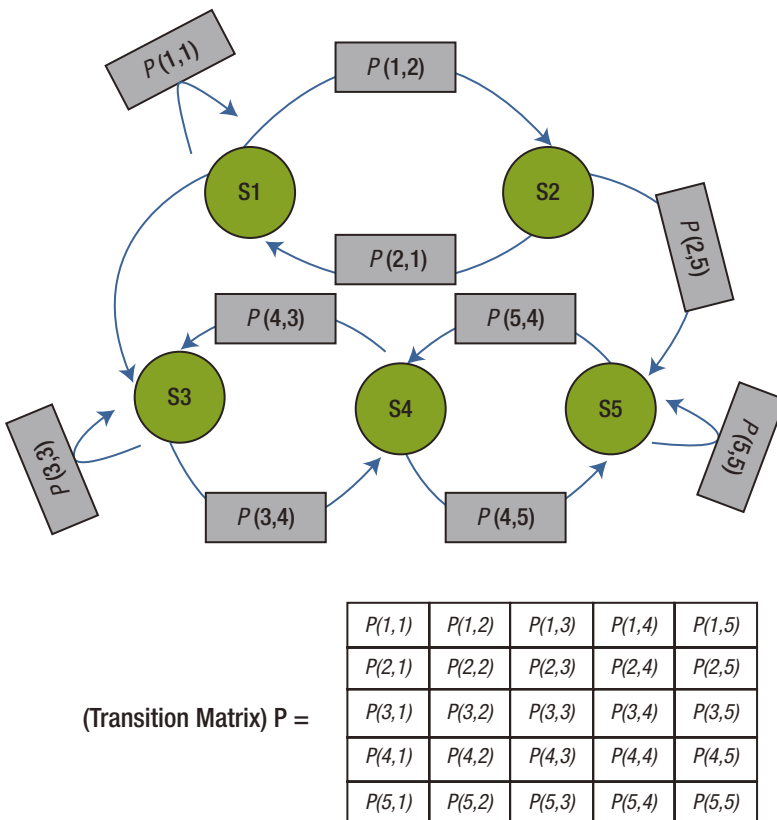 P(1,1)
P(1,2)
S1
S2
P(2,1)
P(2,5)
P(4,3)
P(5,4)
S3
S4
S5
P(3,3)
P(5,5)
P(3,4)
P(4,5)
P(1,1) P(1,2) P(1,3) P(1,4) P(1,5)
P(2,1) P(2,2) P(2,3) P(2,4) P(2,5)
(Transition Matrix) P = P(3,1) P(3,2) P(3,3) P(3,4) P(3,5)
P(4,1) P(4,2) P(4,3) P(4,4) P(4,5)
P(5,1) P(5,2) P(5,3) P(5,4) P(5,5)